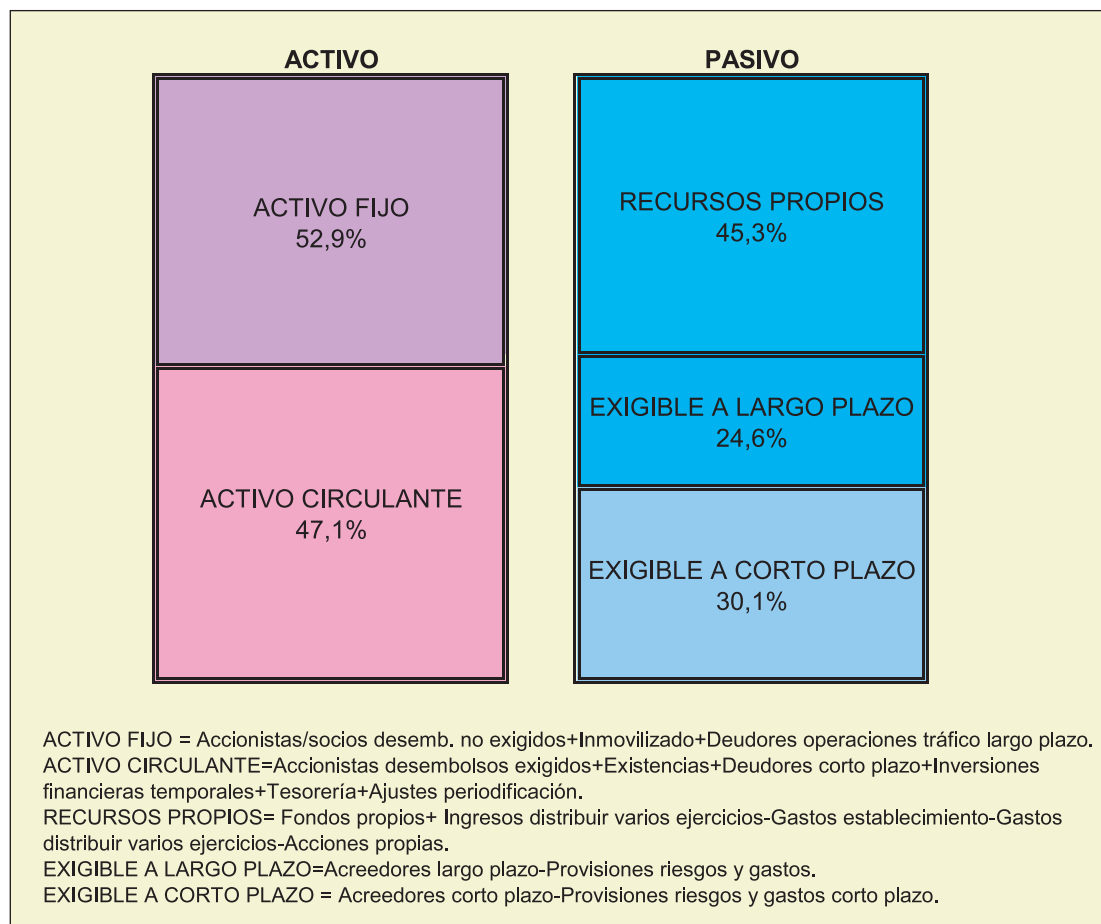 ACTIVO
PASIVO
ACTIVO FIJO
52,9%
RECURSOS PROPIOS
45,3%
EXIGIBLE A LARGO PLAZO
24,6%
ACTIVO CIRCULANTE
47,1%
EXIGIBLE A CORTO PLAZO
30,1%
ACTIVO FIJO = Accionistas/socios desemb. no exigidos+Inmovilizado+Deudores operaciones tráfico largo plazo.
ACTIVO CIRCULANTE=Accionistas desembolsos exigidos+Existencias+Deudores corto plazo+Inversiones
financieras temporales+Tesorería+Ajustes periodificación.
RECURSOS PROPIOS= Fondos propios+ Ingresos distribuir varios ejercicios-Gastos establecimiento-Gastos
distribuir varios ejercicios-Acciones propias.
EXIGIBLE A LARGO PLAZO=Acreedores largo plazo-Provisiones riesgos y gastos.
EXIGIBLE A CORTO PLAZO = Acreedores corto plazo-Provisiones riesgos y gastos corto plazo.